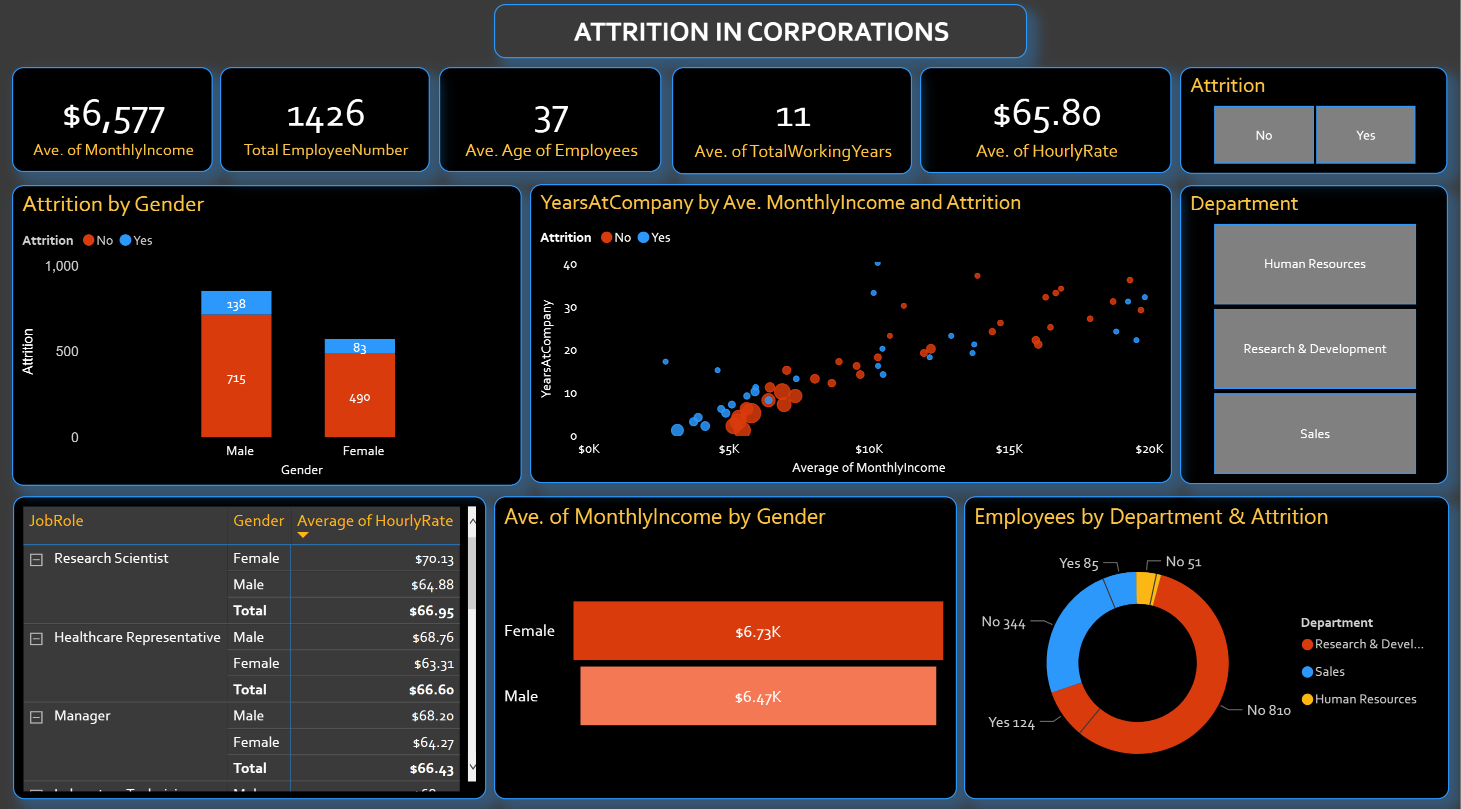 ATTRITION IN CORPORATIONS
$6,577
Ave. of MonthlyIncome
1426
Total EmployeeNumber
37
Ave. Age of Employees
11
Ave. of TotalWorkingYears
$65.80
Ave. of HourlyRate
Attrition
No
Yes
Attrition by Gender
Attrition No Yes
1,000
500
0
Attrition
138
715
83
490
Male
Female
Gender
YearsAtCompany by Ave. MonthlyIncome and Attrition
Attrition No Yes
40
30
20
10
0
YearsAtCompany
$0K
$5K
$10K
$15K
$20K
Average of MonthlyIncome
Department
Human Resources
Research & Development
Sales
JobRole Gender Average of HourlyRate
Research Scientist Female $70.13
Male $64.88
Total $66.95
Healthcare Representative Male $68.76
Female $63.31
Total $66.60
Manager Male $68.20
Female $64.27
Total $66.43
Ave. of MonthlyIncome by Gender
Female $6.73K
Male $6.47K
Employees by Department & Attrition
Yes 85
No 51
No 344
Yes 124
No 810
Department
Research & Devel...
Sales
Human Resources